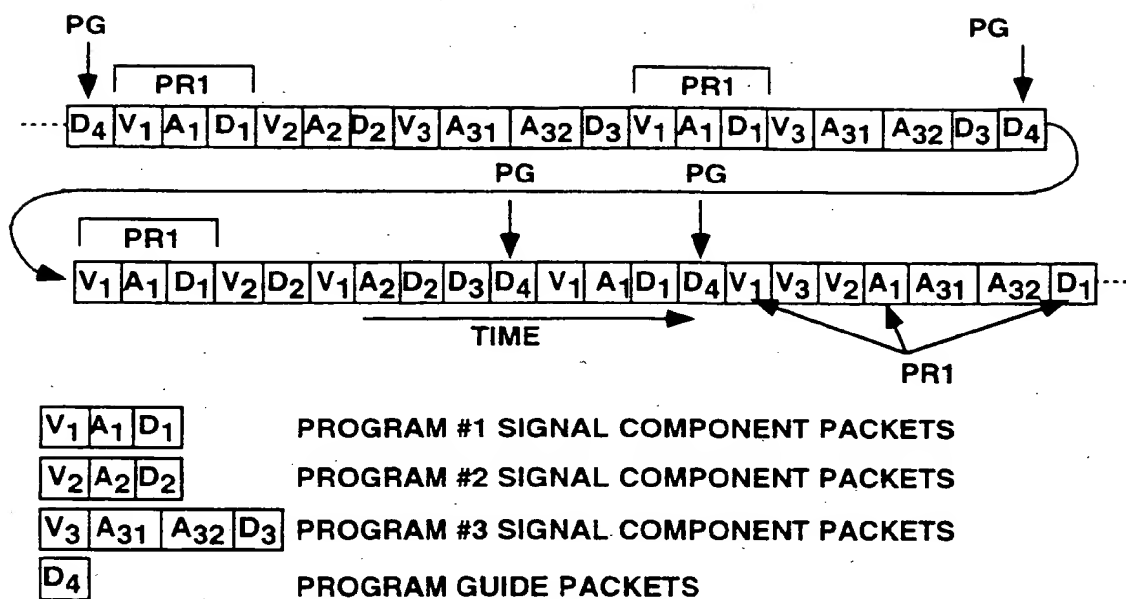 PG PG
PR1 PR1
D4 V1 A1 D1 V2 A2 D2 V3 A31 A32 D3 V1 A1 D1 V3 A31 A32 D3 D4
PG PG
PR1
V1 A1 D1 V2 D2 V1 A2 D2 D3 D4 V1 A1 D1 D4 V1 V3 V2 A1 A31 A32 D1
TIME
PR1
V1 A1 D1 PROGRAM #1 SIGNAL COMPONENT PACKETS
V2 A2 D2 PROGRAM #2 SIGNAL COMPONENT PACKETS
V3 A31 A32 D3 PROGRAM #3 SIGNAL COMPONENT PACKETS
D4 PROGRAM GUIDE PACKETS